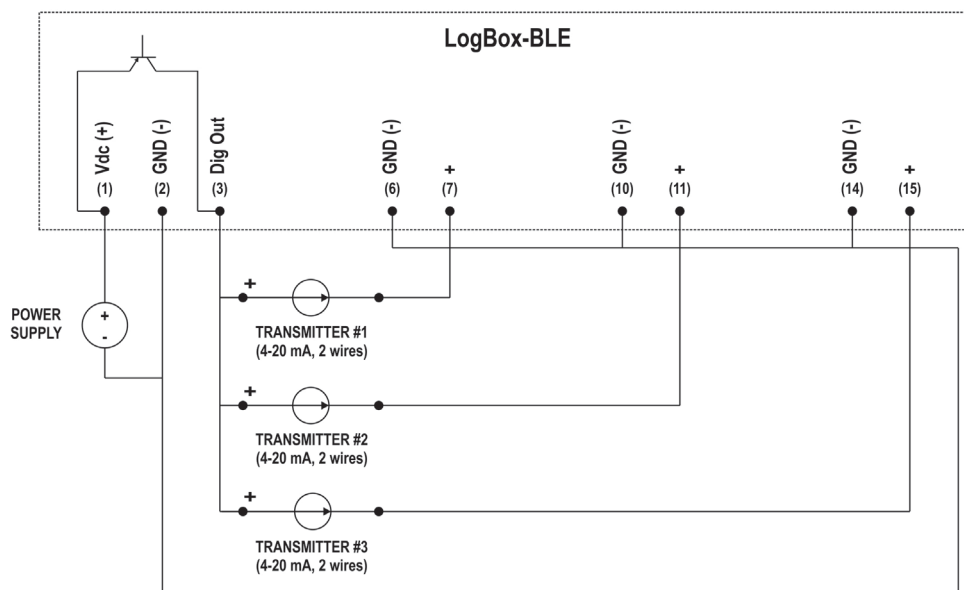 LogBox-BLE
Vdc (+)
(1)
GND (-)
(2)
Dig Out
(3)
GND (-)
(6)
+
(7)
GND (-)
(10)
+
(11)
GND (-)
(14)
+
(15)
POWER
SUPPLY
+
-
+
TRANSMITTER #1
(4-20 mA, 2 wires)
+
TRANSMITTER #2
(4-20 mA, 2 wires)
+
TRANSMITTER #3
(4-20 mA, 2 wires)